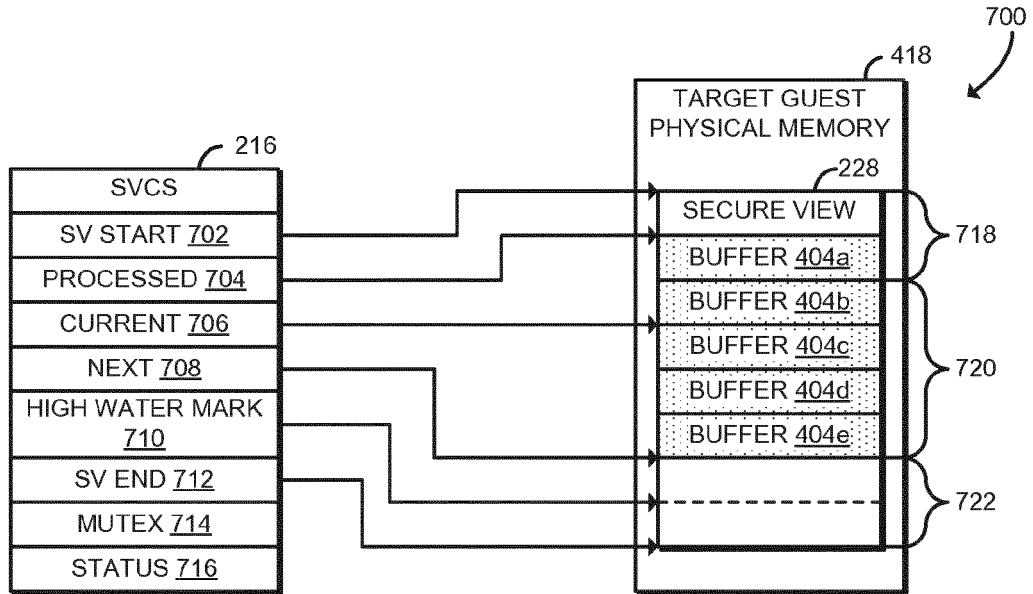 700
418
TARGET GUEST
PHYSICAL MEMORY
216
SVCS
SV START 702
PROCESSED 704
CURRENT 706
NEXT 708
HIGH WATER MARK
710
SV END 712
MUTEX 714
STATUS 716
228
SECURE VIEW
BUFFER 404a
BUFFER 404b
BUFFER 404c
BUFFER 404d
BUFFER 404e
718
720
722